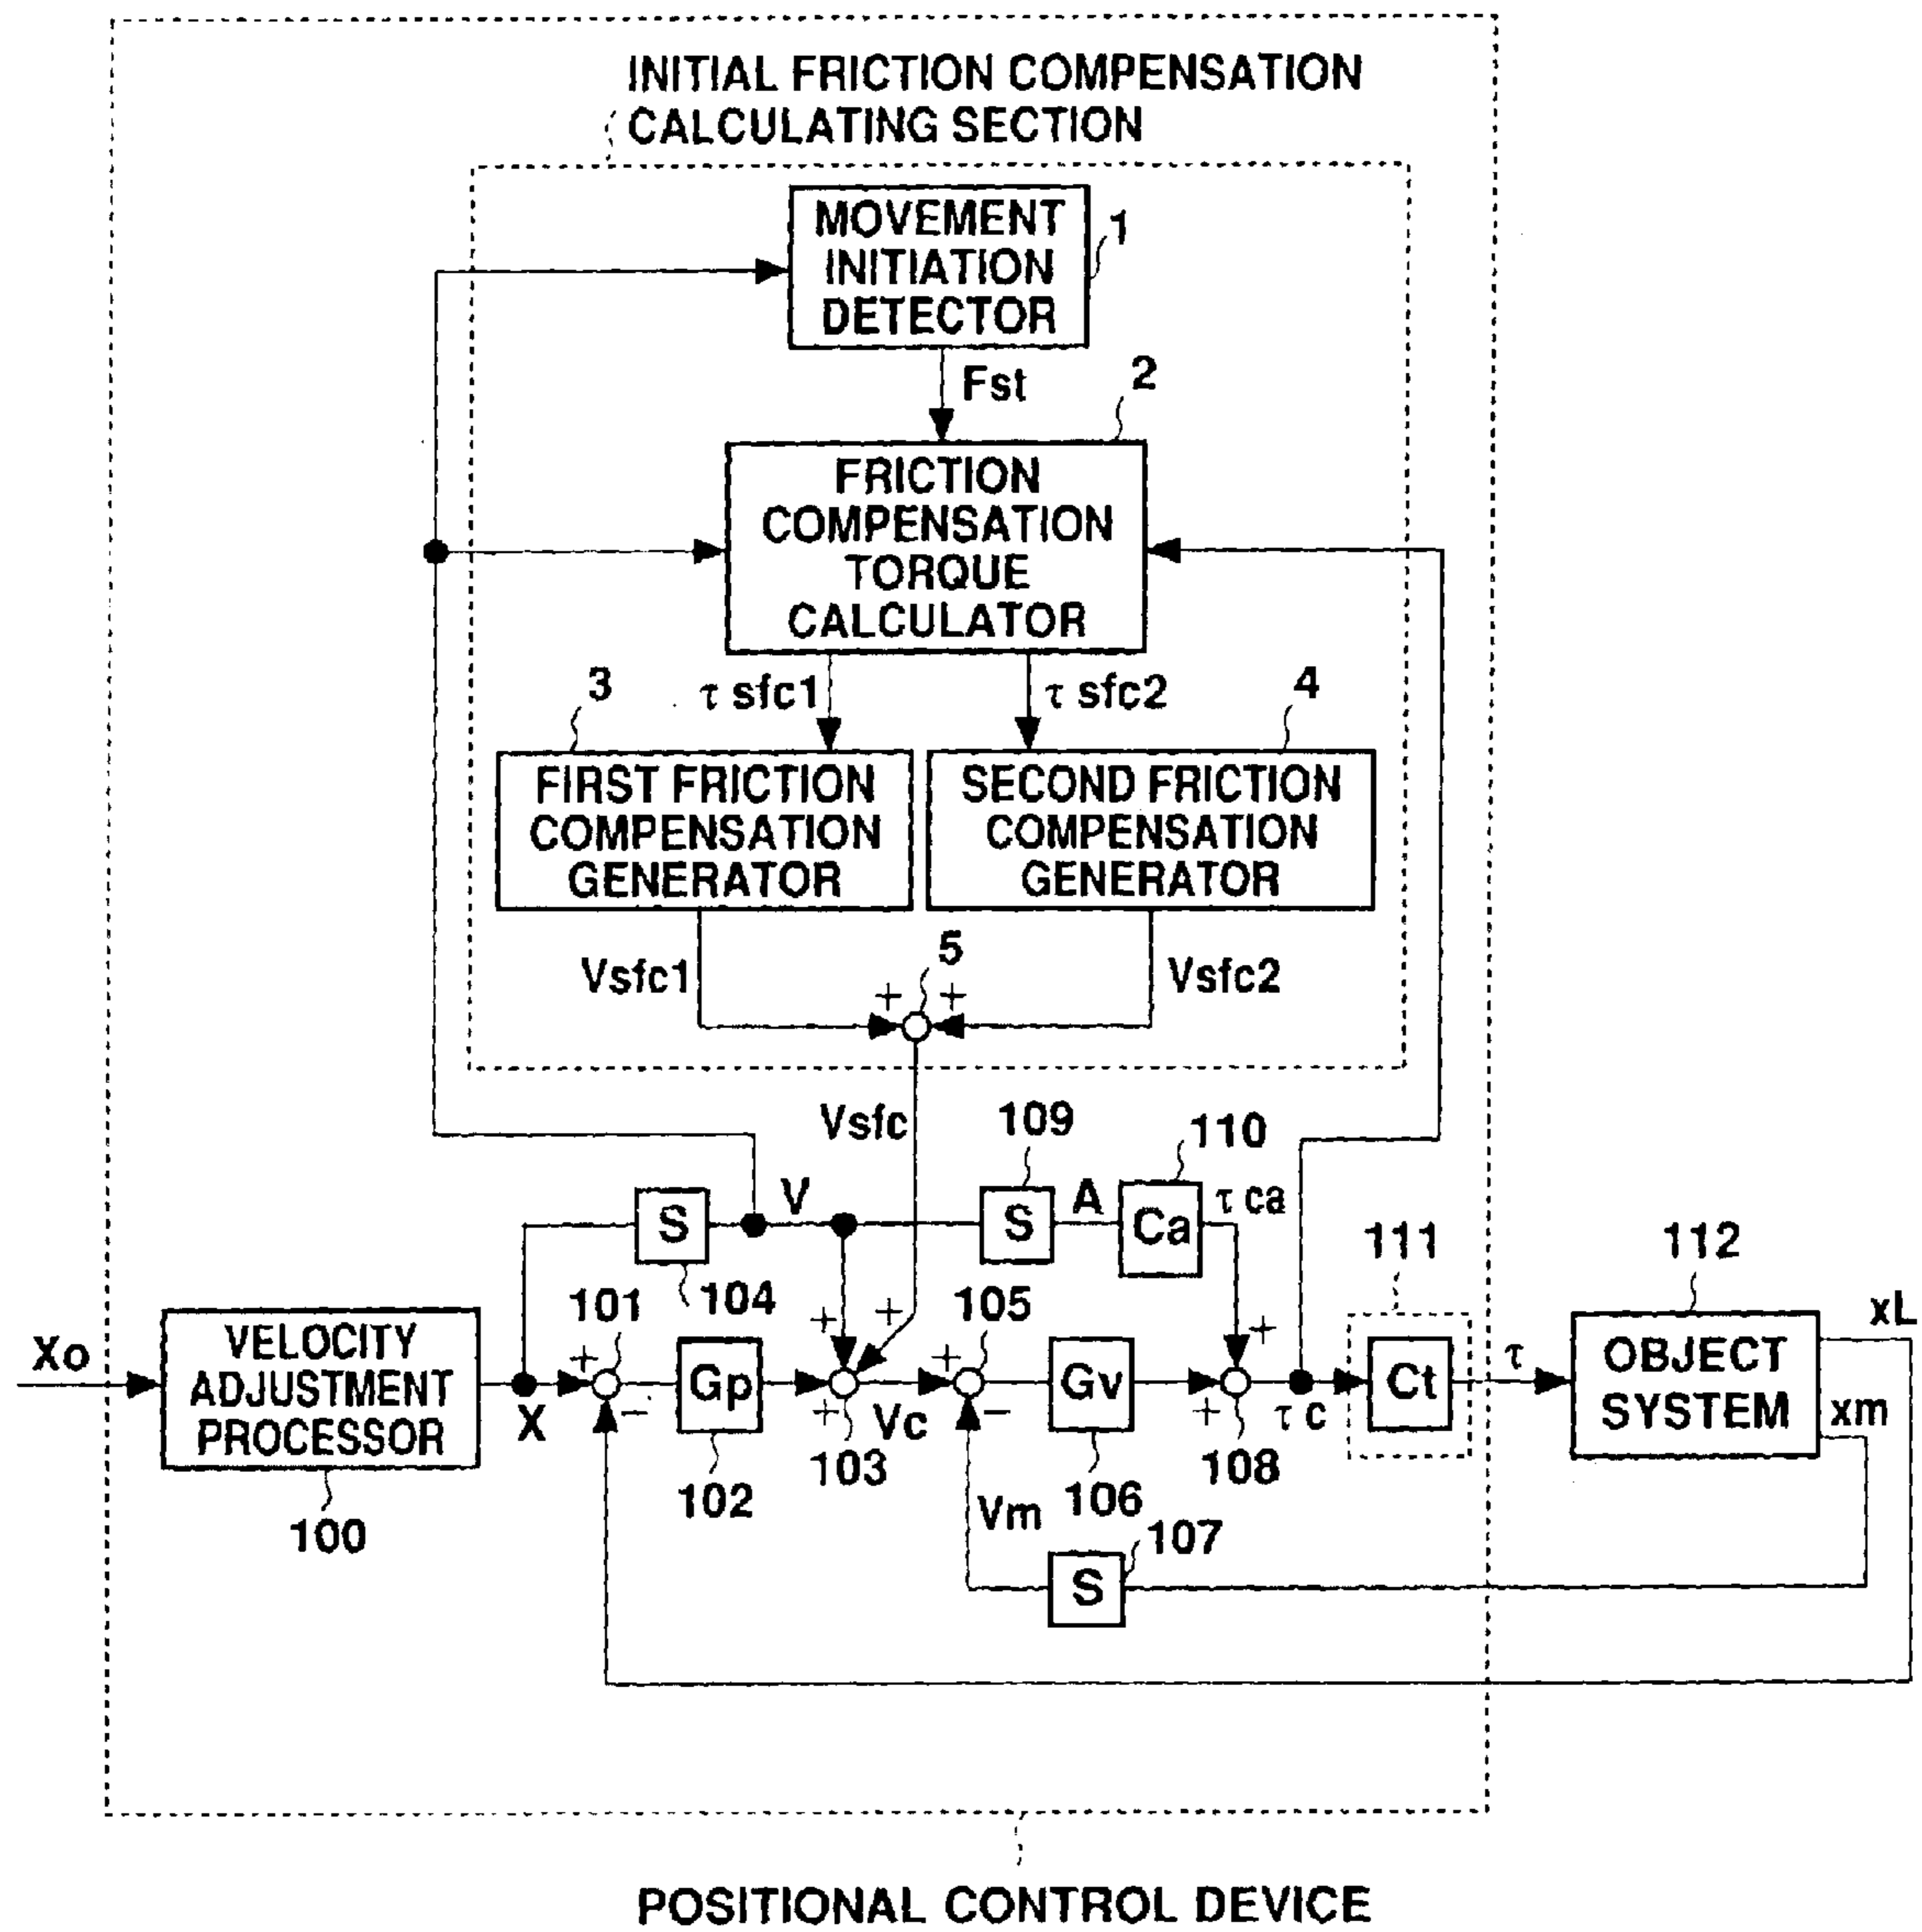 INITIAL FRICTION COMPENSATION
CALCULATING SECTION
MOVEMENT
INITIATION
DETECTOR
1
Fst
2
FRICTION
COMPENSATION
TORQUE
CALCULATOR
3
τ sfc1
τ sfc2
4
FIRST FRICTION
COMPENSATION
GENERATOR
SECOND FRICTION
COMPENSATION
GENERATOR
Vsfc1
+
5
+
Vsfc2
Vsfc
109
110
S
V
S
A
Ca
τ ca
111
112
104
101
105
+
+
+
xL
Xo
VELOCITY
ADJUSTMENT
PROCESSOR
+
X
-
Gp
+
Vc
-
Gv
+
τ c
Ct
τ
OBJECT
SYSTEM
xm
103
108
100
102
Vm
106
107
S
POSITIONAL CONTROL DEVICE